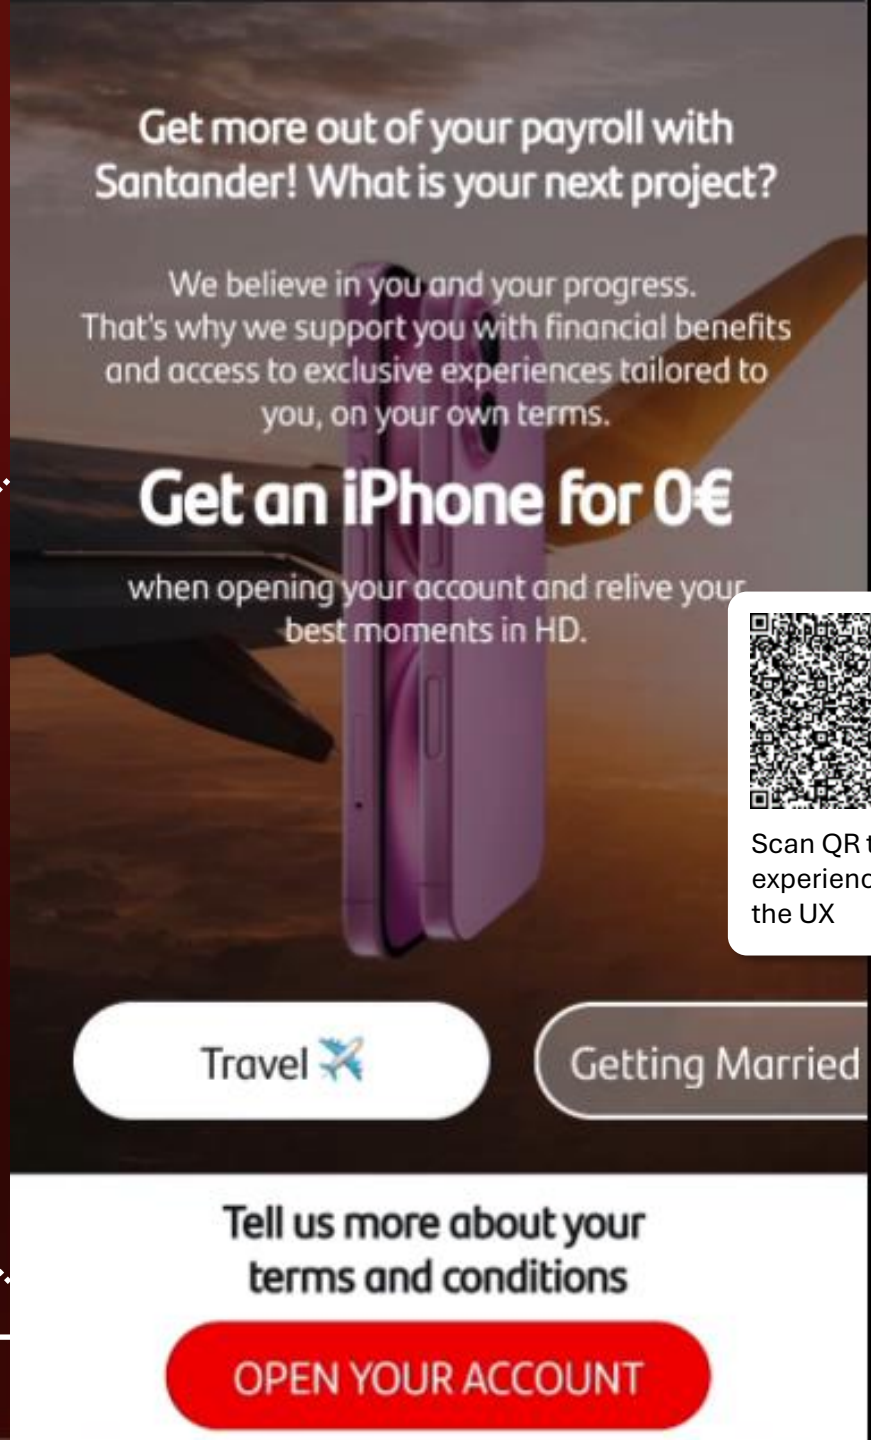 Get more out of your payroll with
Santander! What is your next project?
We believe in you and your progress.
That's why we support you with financial benefits
and access to exclusive experiences tailored to
you, on your own terms.
Get an iPhone for 0€
when opening your account and relive your
best moments in HD.
Scan QR
the UX
Travel ✈️
Getting Married
Tell us more about your
terms and conditions
OPEN YOUR ACCOUNT